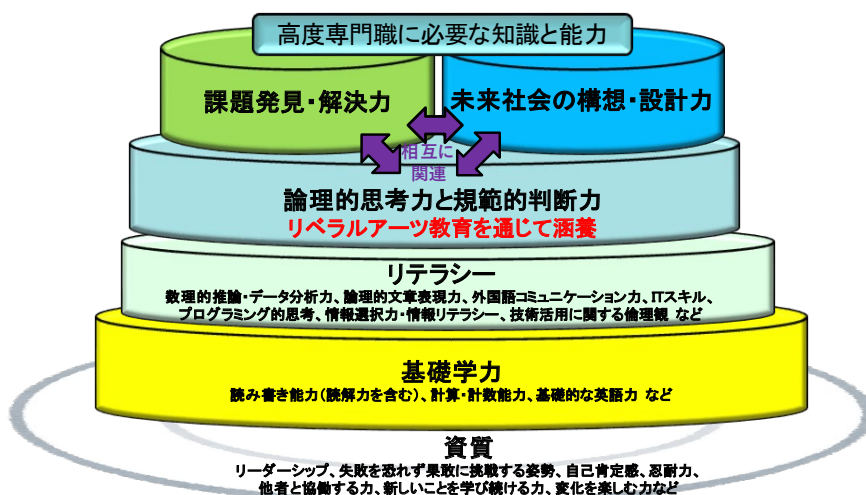 高度専門職に必要な知識と能力
課題発見・解決力
未来社会の構想・設計力
相互に
関連
論理的思考力と規範的判断力
リベラルアーツ教育を通じて涵養
リテラシー
数理的推論・データ分析力、論理的文章表現力、外国語コミュニケーション力、ITスキル、
プログラミング的思考、情報選択力・情報リテラシー、技術活用に関する倫理観 など
基礎学力
読み書き能力(読解力を含む)、計算・計数能力、基礎的な英語力 など
資質
リーダーシップ、失敗を恐れず果敢に挑戦する姿勢、自己肯定感、忍耐力、
他者と協働する力、新しいことを学び続ける力、変化を楽しむ力など